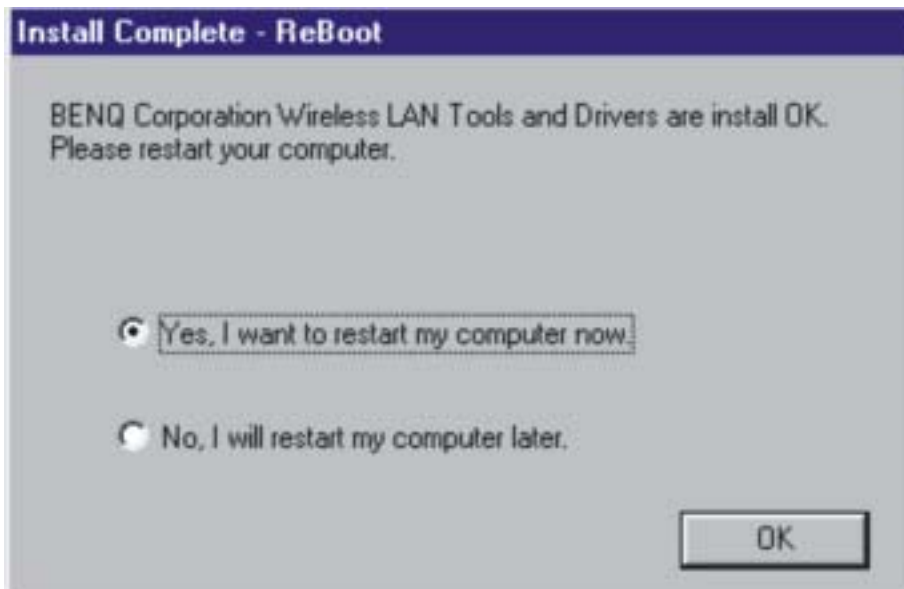 Install Complete - ReBoot
BENQ Corporation Wireless LAN Tools and Drivers are install OK.
Please restart your computer.
Yes, I want to restart my computer now.
No, I will restart my computer later.
OK